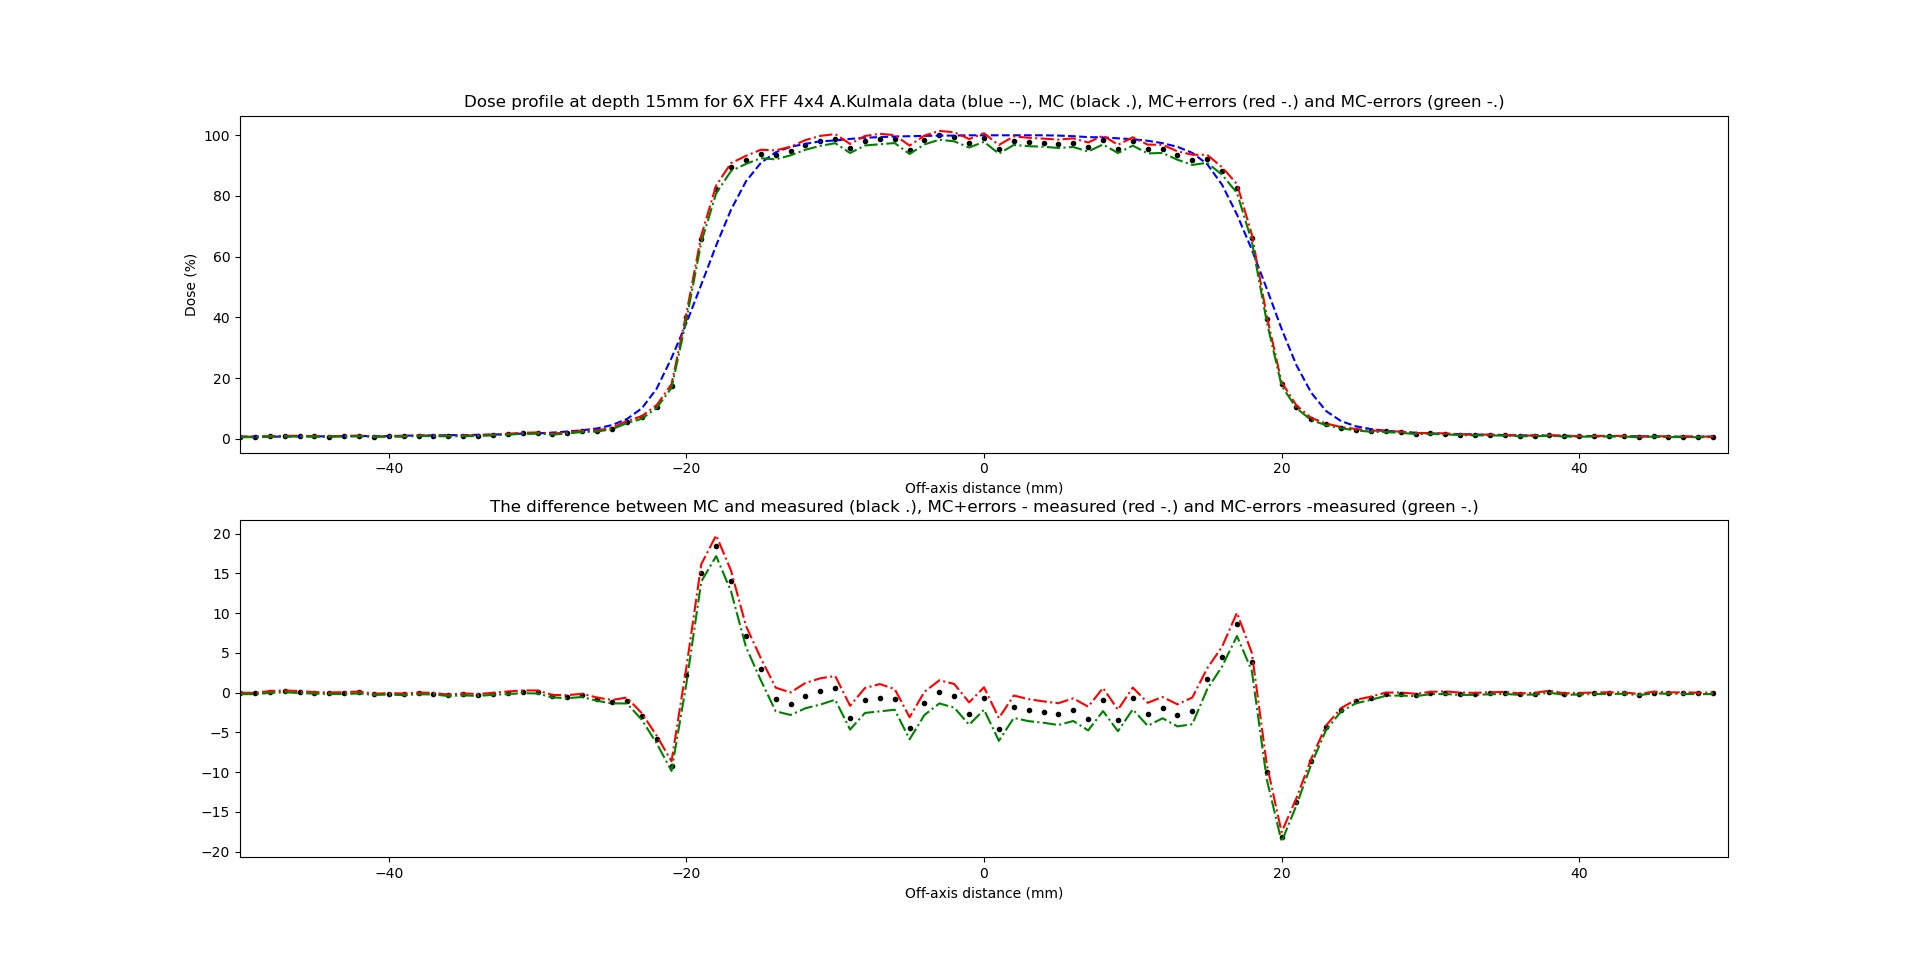 Dose profile at depth 15mm for 6X FFF 4x4 A.Kulmala data (blue --), MC (black .), MC+errors (red -.) and MC-errors (green -.)
100
80
60
40
20
0
Dose (%)
−40 −20 0 20 40
Off-axis distance (mm)
The difference between MC and measured (black .), MC+errors - measured (red -.) and MC-errors -measured (green -.)
20
15
10
5
0
−5
−10
−15
−20
−40 −20 0 20 40
Off-axis distance (mm)